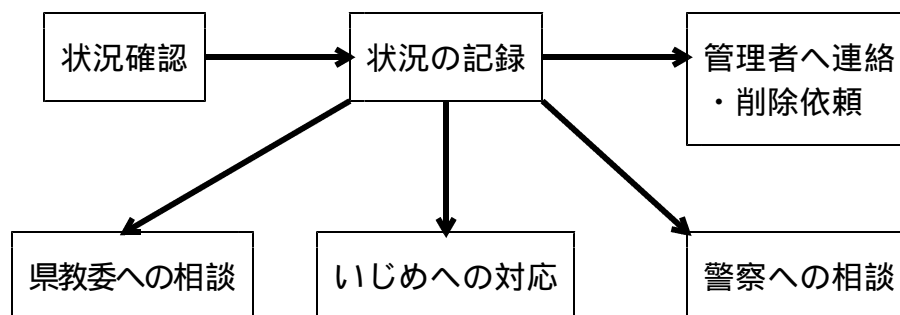 状況確認
状況の記録
管理者へ連絡
・削除依頼
県教委への相談
いじめへの対応
警察への相談